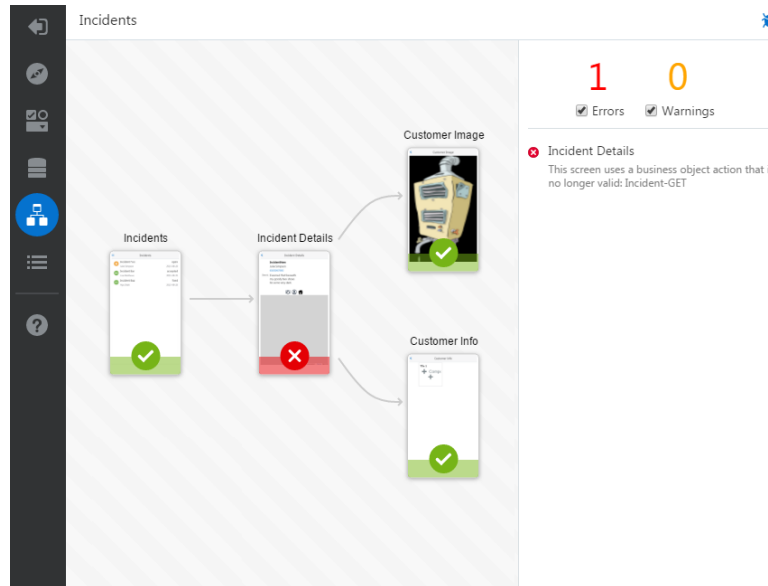 Incidents
1
0
Errors
Warnings
Customer Image
Incident Details
This screen uses a business object action that
no longer valid: Incident-GET
Incidents
Incident Details
Customer Info